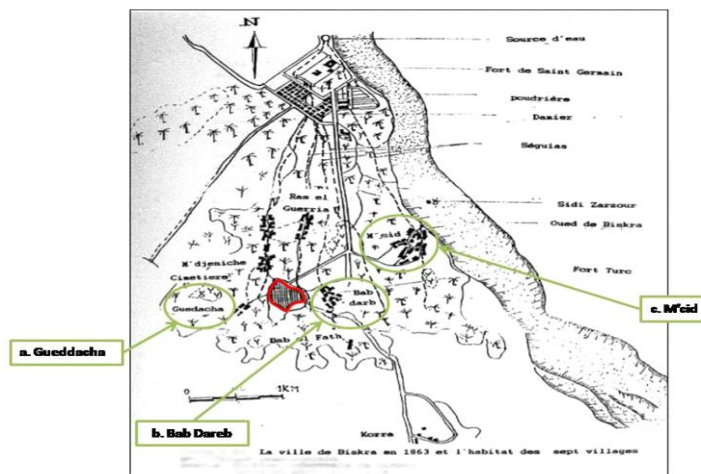 N
Source d'eau
Fort de Saint Germain
poudrière
Damier
Séguias
Ras el
Guerria
Sidi Zarzour
M'cid
Oued de Biskra
M'djeniche
Cimetiere
Fort Turc
Guedacha
Bab
darb
c. M'cid
a. Gueddacha
Bab el Fath
0 1KM
b. Bab Dareb
Korra
La ville de Biskra en 1863 et l'habitat des sept villages